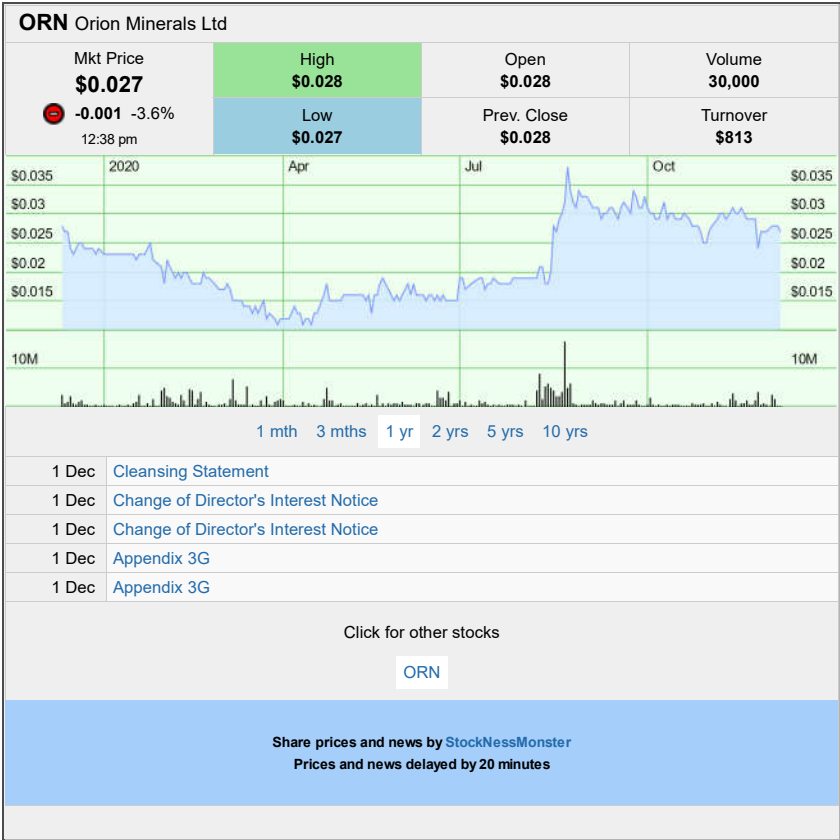 ORN Orion Minerals Ltd
Mkt Price
$0.027
-0.001 -3.6%
12:38 pm
High
$0.028
Low
$0.027
Open
$0.028
Prev. Close
$0.028
Volume
30,000
Turnover
$813
2020 Apr Jul Oct
$0.035 $0.035
$0.03 $0.03
$0.025 $0.025
$0.02 $0.02
$0.015 $0.015
10M 10M
1 mth 3 mths 1 yr 2 yrs 5 yrs 10 yrs
1 Dec Cleansing Statement
1 Dec Change of Director's Interest Notice
1 Dec Change of Director's Interest Notice
1 Dec Appendix 3G
1 Dec Appendix 3G
Click for other stocks
ORN
Share prices and news by StockNessMonster
Prices and news delayed by 20 minutes